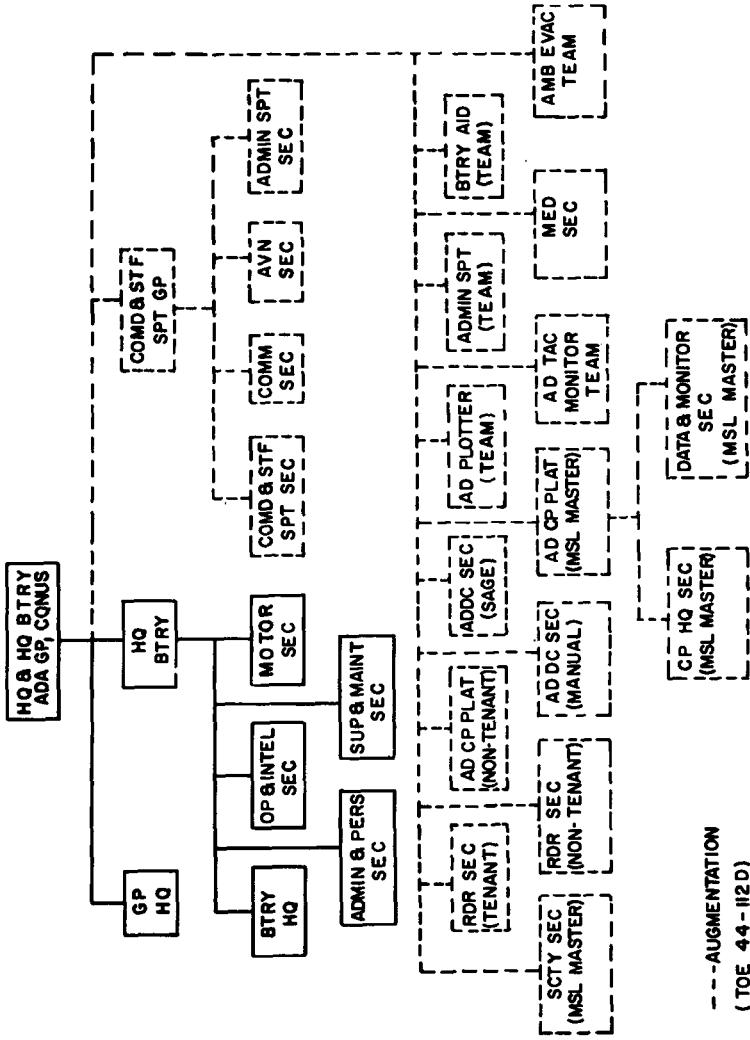 HQ & HQ BTRY
ADA GP, CONUS
GP
HQ
HQ
BTRY
COMD & STF
SPT GP
BTRY
HQ
OP & INTEL
SEC
MOTOR
SEC
ADMIN & PERS
SEC
SUP & MAINT
SEC
COMD & STF
SPT SEC
COMM
SEC
AVN
SEC
ADMIN SPT
SEC
RDR SEC
(TENANT)
AD CP PLAT
(NON-TENANT)
ADDC SEC
(SAGE)
AD PLOTTER
(TEAM)
ADMIN SPT
(TEAM)
BTRY AID
(TEAM)
SCTY SEC
(MSL MASTER)
RDR SEC
(NON-TENANT)
AD DC SEC
(MANUAL)
AD CP PLAT
(MSL MASTER)
AD TAC
MONITOR
TEAM
MED
SEC
AMB EVAC
TEAM
CP HQ SEC
(MSL MASTER)
DATA & MONITOR
SEC
(MSL MASTER)
--- AUGMENTATION
(TOE 44-112D)